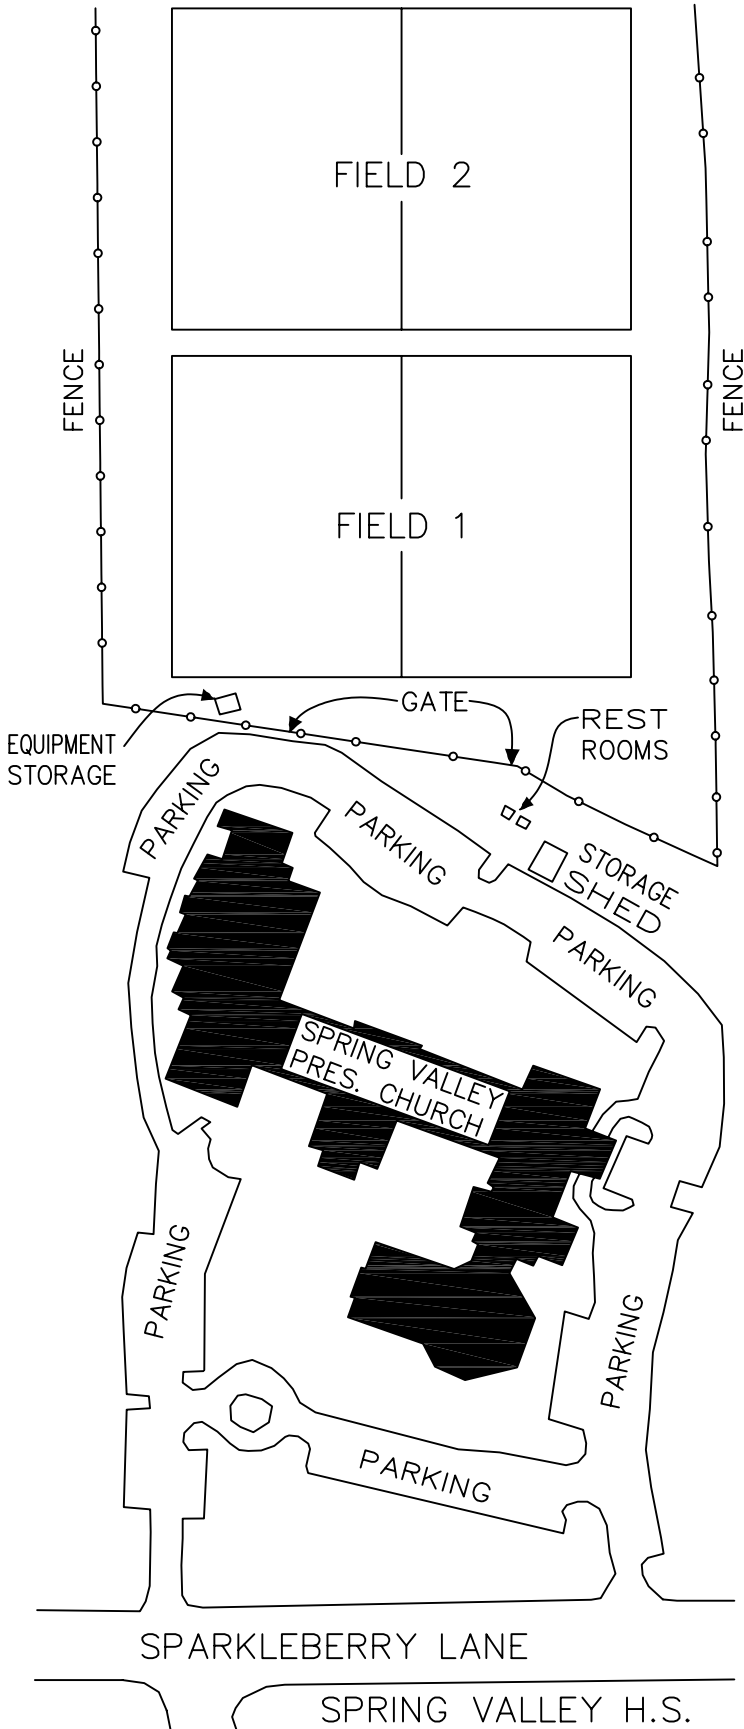 FIELD 2
FENCE
FENCE
FIELD 1
GATE
EQUIPMENT
STORAGE
REST
ROOMS
PARKING
PARKING
STORAGE
SHED
PARKING
SPRING VALLEY
PRES. CHURCH
PARKING
PARKING
PARKING
SPARKLEBERRY LANE
SPRING VALLEY H.S.